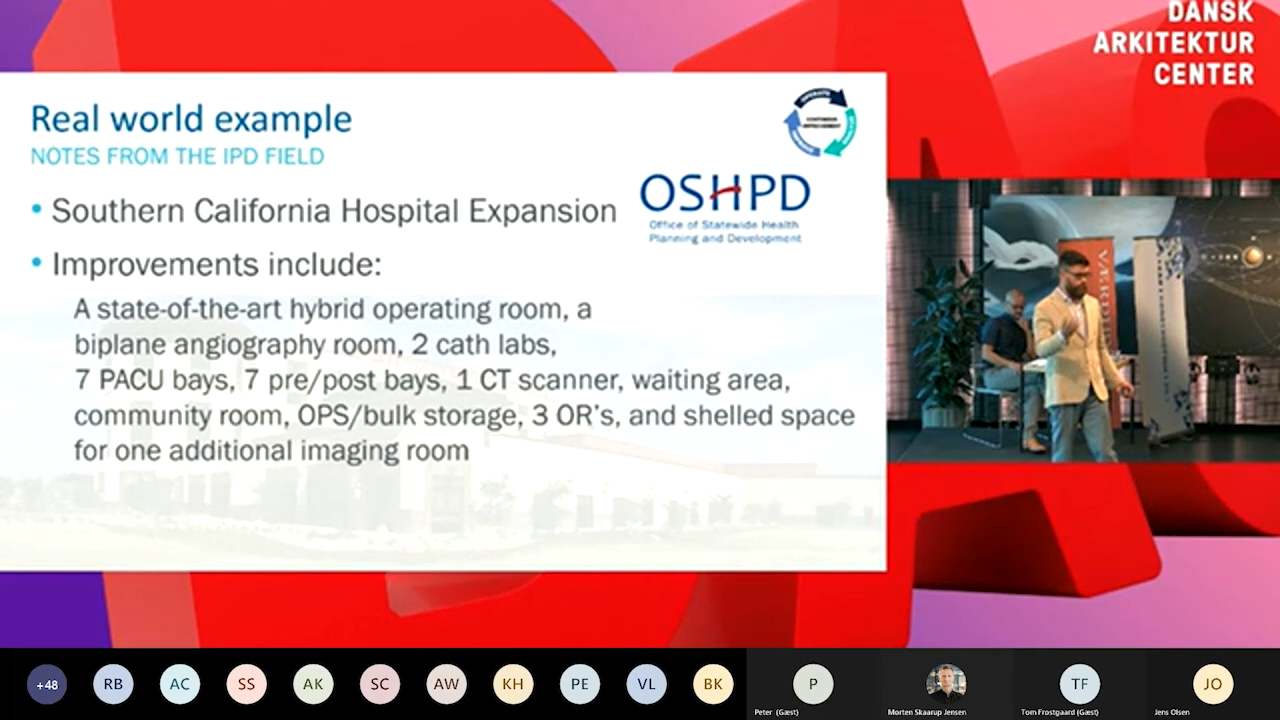 DANSK
ARKITEKTUR
CENTER
Real world example
NOTES FROM THE IPD FIELD
• Southern California Hospital Expansion
OSHPD
Office of Statewide Health
Planning and Development
• Improvements include:
A state-of-the-art hybrid operating room, a
biplane angiography room, 2 cath labs,
7 PACU bays, 7 pre/post bays, 1 CT scanner, waiting area,
community room, OPS/bulk storage, 3 OR's, and shelled space
for one additional imaging room
+48
RB
AC
SS
AK
SC
AW
KH
PE
VL
BK
P
TF
JO
Peter (Gæst)
Morten Skaarup Jensen
Tom Frostgaard (Gæst)
Jens Olsen